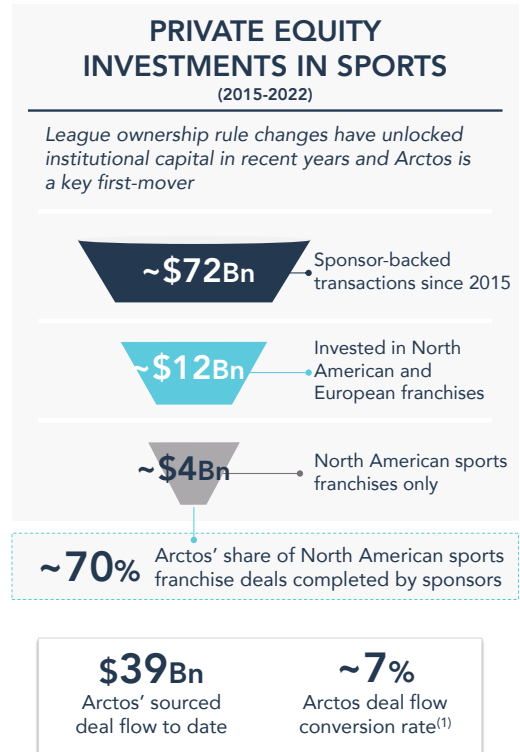 PRIVATE EQUITY
INVESTMENTS IN SPORTS
(2015-2022)
League ownership rule changes have unlocked
institutional capital in recent years and Arctos is
a key first-mover
~$72Bn
Sponsor-backed
transactions since 2015
~$12Bn
Invested in North
American and
European franchises
~$4Bn
North American sports
franchises only
~70%
Arctos' share of North American sports
franchise deals completed by sponsors
$39Bn
Arctos' sourced
deal flow to date
~7%
Arctos deal flow
conversion rate(1)